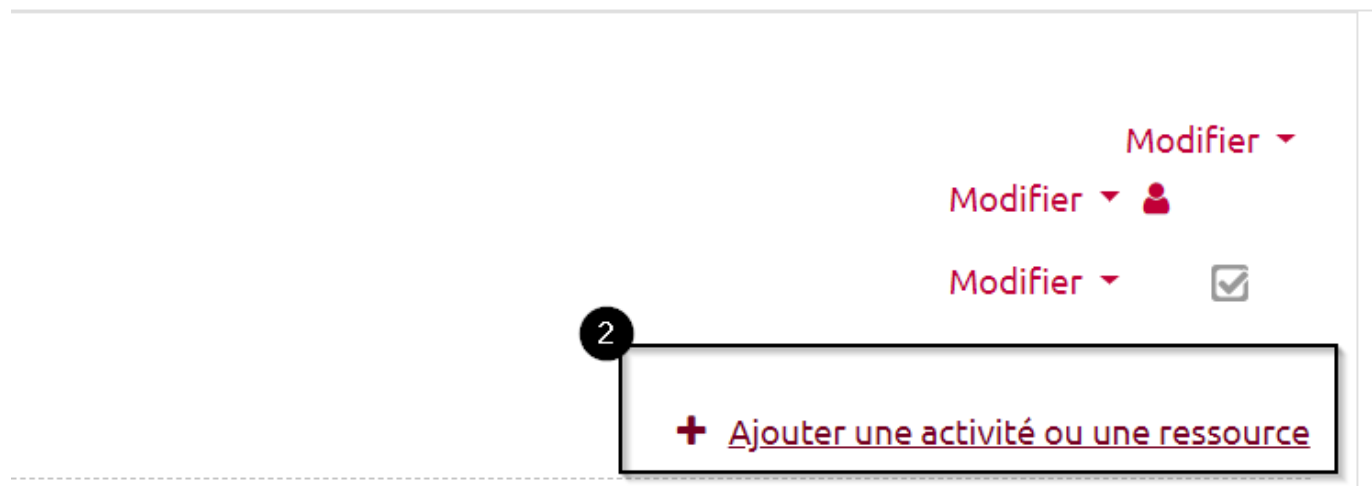 Modifier
Modifier
Modifier
2
Ajouter une activité ou une ressource